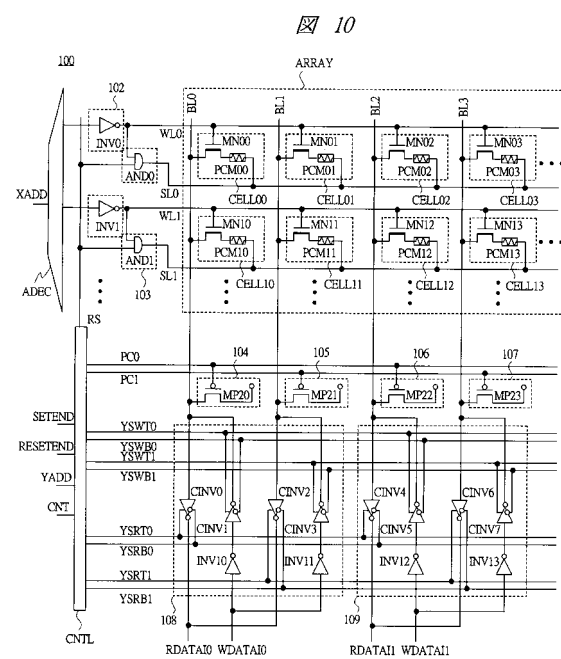 図 10
100
ARRAY
102
BL0
BL1
BL2
BL3
INV0
WL0
MN00
MN01
MN02
MN03
AND0
PCM00
PCM01
PCM02
PCM03
XADD
SL0
CELL00
CELL01
CELL02
CELL03
INV1
WL1
MN10
MN11
MN12
MN13
AND1
PCM10
PCM11
PCM12
PCM13
ADEC
103
SL1
CELL10
CELL11
CELL12
CELL13
RS
PC0
104
105
106
107
PC1
MP20
MP21
MP22
MP23
SETEND
YSWT0
YSWB0
RESETEND
YSWT1
YSWB1
YADD
CNT
CINV0
CINV2
CINV4
CINV6
CINV1
CINV3
CINV5
CINV7
YSRT0
YSRB0
INV10
INV11
INV12
INV13
YSRT1
YSRB1
108
109
CNTL
RDATAI0
WDATAI0
RDATAI1
WDATAI1